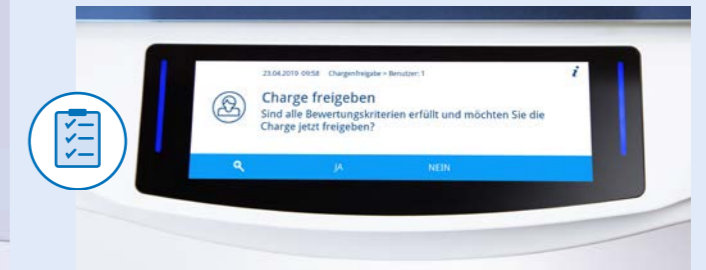 23.04.2019 09:58 Chargenfreigabe > Benutzer: 1
i
Charge freigeben
Sind alle Bewertungskriterien erfüllt und möchten Sie die
Charge jetzt freigeben?
JA NEIN